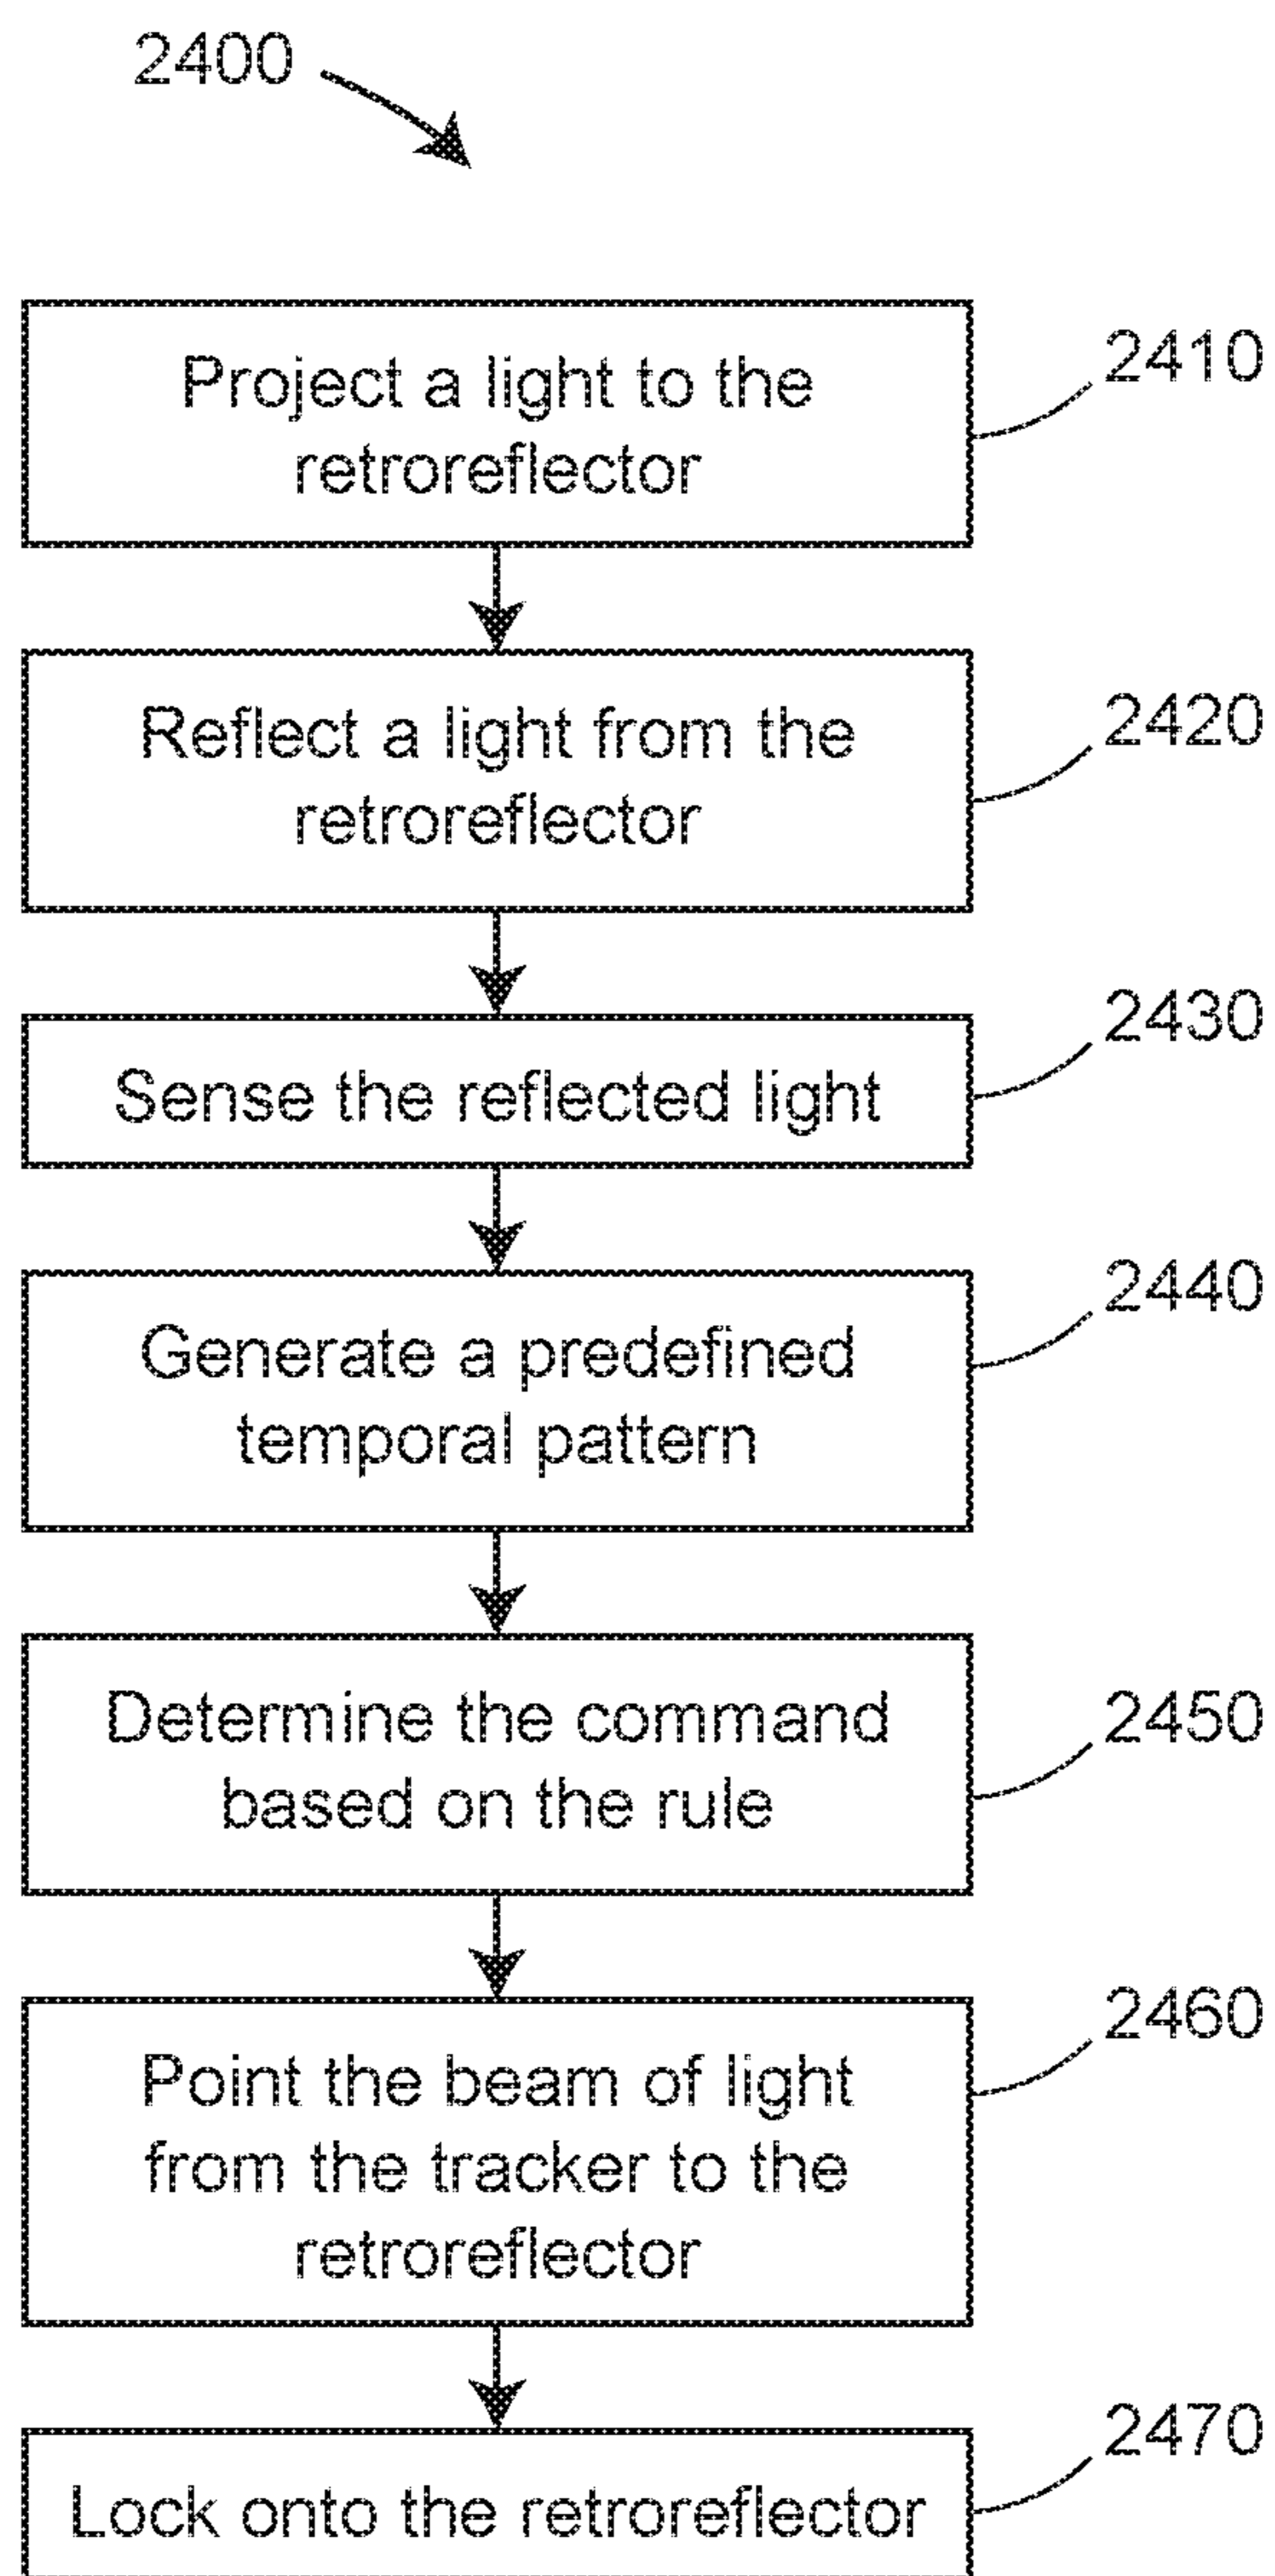 2400
Project a light to the
retroreflector
2410
Reflect a light from the
retroreflector
2420
Sense the reflected light
2430
Generate a predefined
temporal pattern
2440
Determine the command
based on the rule
2450
Point the beam of light
from the tracker to the
retroreflector
2460
Lock onto the retroreflector
2470